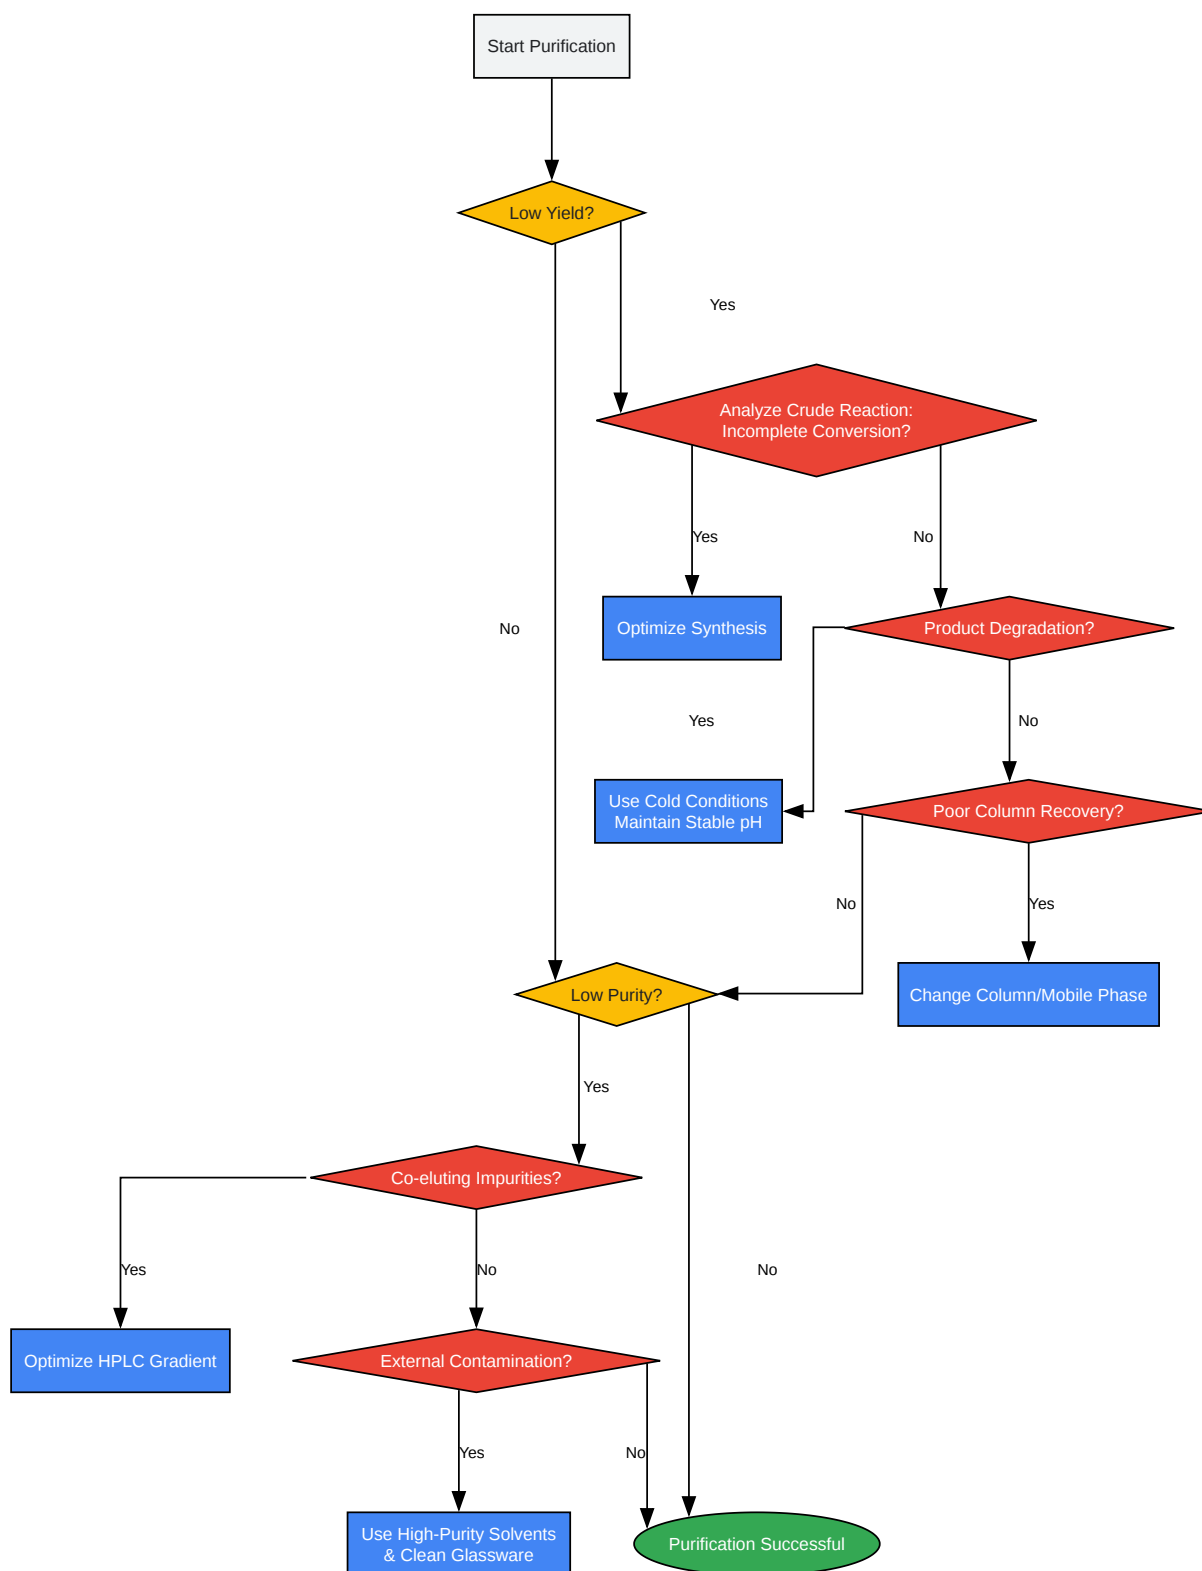 Start Purification
Low Yield?
Yes
Analyze Crude Reaction:
Incomplete Conversion?
Yes
No
No
Optimize Synthesis
Product Degradation?
Yes
No
Use Cold Conditions
Maintain Stable pH
Poor Column Recovery?
No
Yes
Low Purity?
Change Column/Mobile Phase
Yes
Co-eluting Impurities?
Yes
No
No
Optimize HPLC Gradient
External Contamination?
Yes
No
Use High-Purity Solvents
& Clean Glassware
Purification Successful